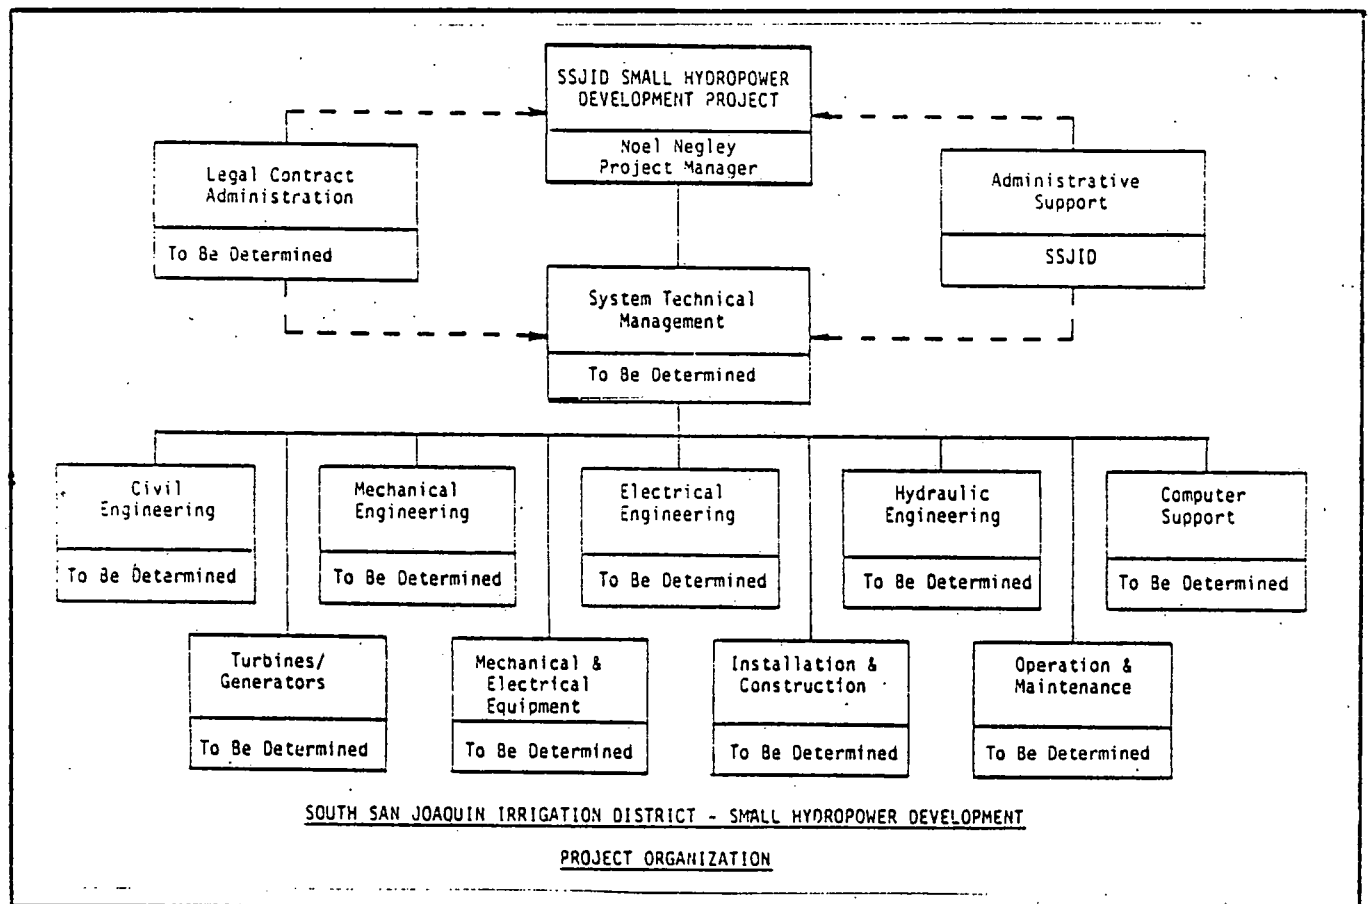 SSJID SMALL HYDROPOWER
DEVELOPMENT PROJECT
Noel Negley
Project Manager
Legal Contract
Administration
To Be Determined
Administrative
Support
SSJID
System Technical
Management
To Be Determined
Civil
Engineering
To Be Determined
Mechanical
Engineering
To Be Determined
Electrical
Engineering
To Be Determined
Hydraulic
Engineering
To Be Determined
Computer
Support
To Be Determined
Turbines/
Generators
To Be Determined
Mechanical &
Electrical
Equipment
To Be Determined
Installation &
Construction
To Be Determined
Operation &
Maintenance
To Be Determined
SOUTH SAN JOAQUIN IRRIGATION DISTRICT - SMALL HYDROPOWER DEVELOPMENT
PROJECT ORGANIZATION